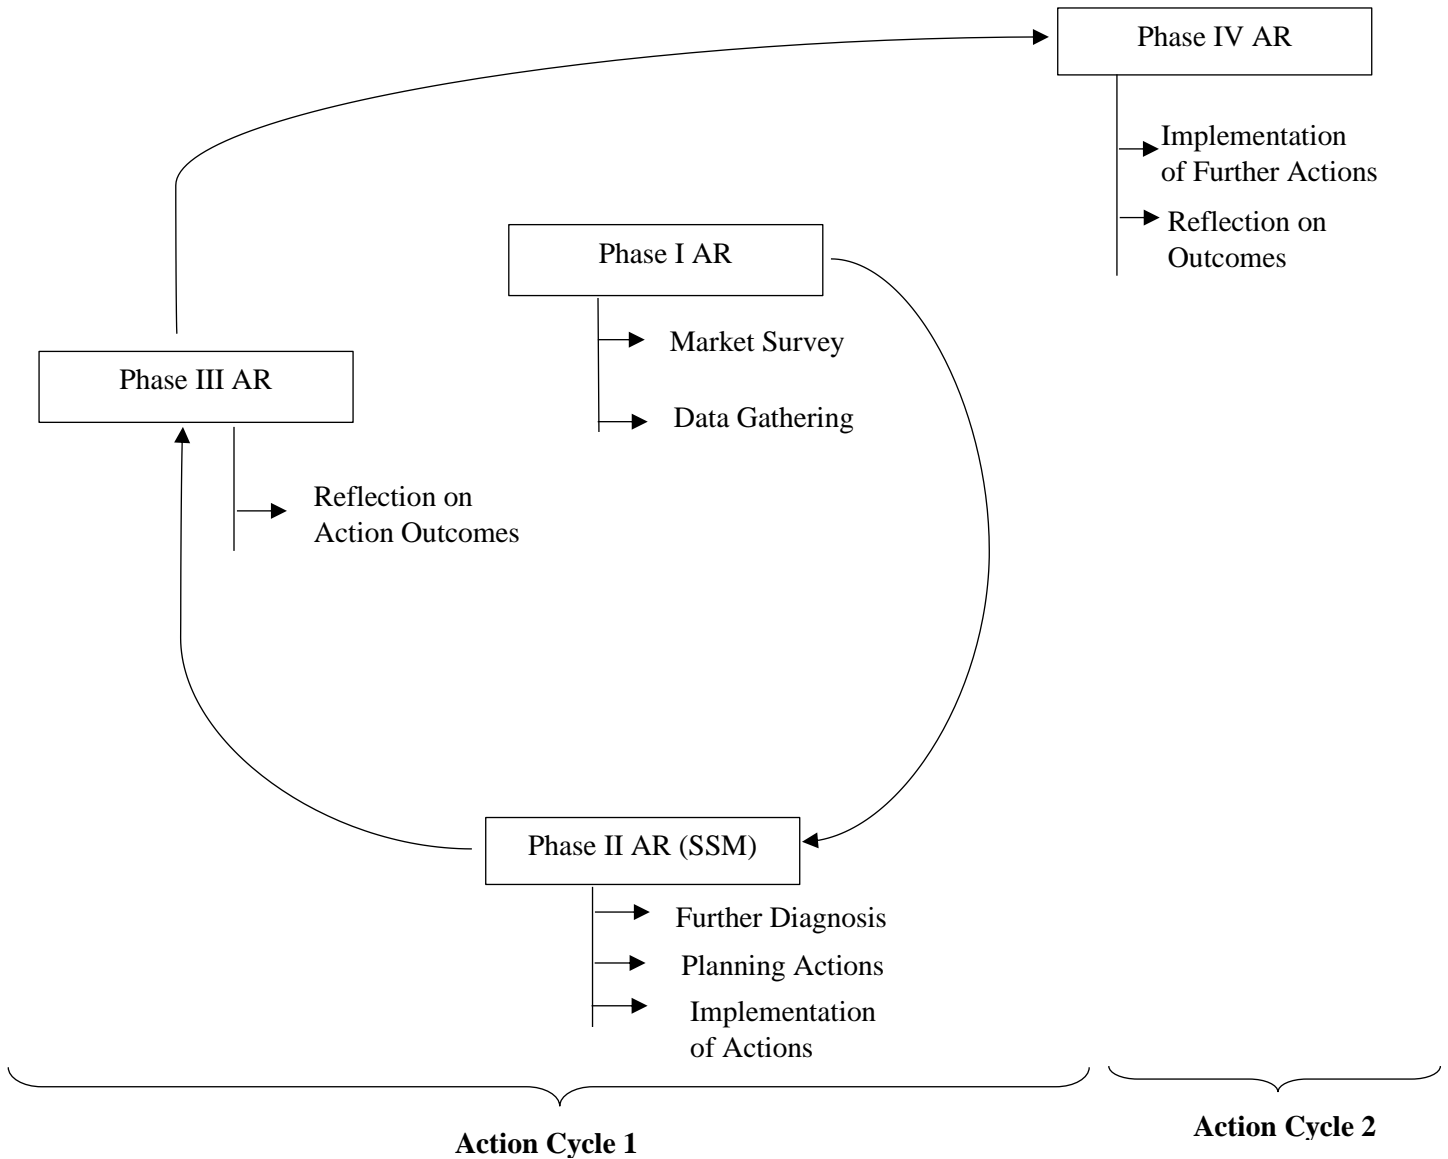 Phase IV AR
Implementation
of Further Actions
Reflection on
Outcomes
Phase I AR
Market Survey
Data Gathering
Phase III AR
Reflection on
Action Outcomes
Phase II AR (SSM)
Further Diagnosis
Planning Actions
Implementation
of Actions
Action Cycle 1
Action Cycle 2